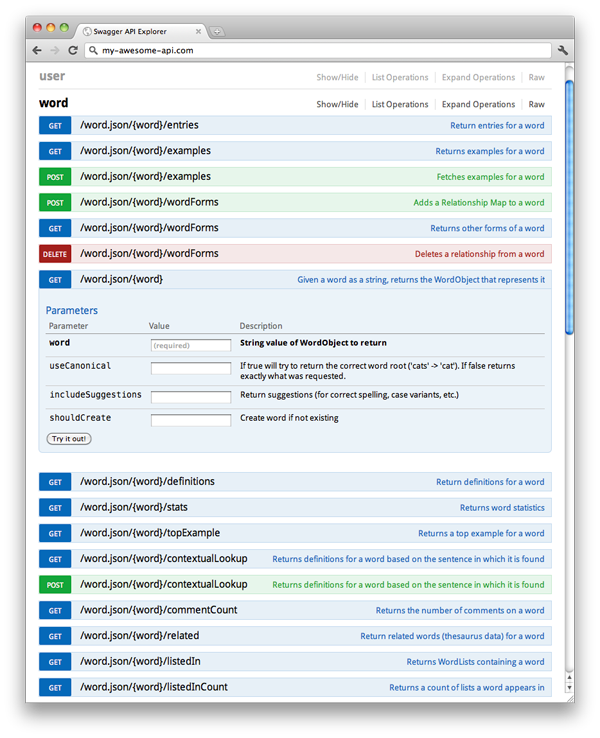 Swagger API Explorer
my-awesome-api.com
user Show/Hide List Operations Expand Operations Raw
word Show/Hide List Operations Expand Operations Raw
GET /word.json/{word}/entries Return entries for a word
GET /word.json/{word}/examples Returns examples for a word
POST /word.json/{word}/examples Fetches examples for a word
POST /word.json/{word}/wordForms Adds a Relationship Map to a word
GET /word.json/{word}/wordForms Returns other forms of a word
DELETE /word.json/{word}/wordForms Deletes a relationship from a word
GET /word.json/{word} Given a word as a string, returns the WordObject that represents it
Parameters
Parameter Value Description
word (required) String value of WordObject to return
useCanonical If true will try to return the correct word root ('cats' -> 'cat'). If false returns
exactly what was requested.
includeSuggestions Return suggestions (for correct spelling, case variants, etc.)
shouldCreate Create word if not existing
Try it out!
GET /word.json/{word}/definitions Return definitions for a word
GET /word.json/{word}/stats Returns word statistics
GET /word.json/{word}/topExample Returns a top example for a word
GET /word.json/{word}/contextualLookup Returns definitions for a word based on the sentence in which it is found
POST /word.json/{word}/contextualLookup Returns definitions for a word based on the sentence in which it is found
GET /word.json/{word}/commentCount Returns the number of comments on a word
GET /word.json/{word}/related Return related words (thesaurus data) for a word
GET /word.json/{word}/listedIn Returns WordLists containing a word
GET /word.json/{word}/listedInCount Returns a count of lists a word appears in